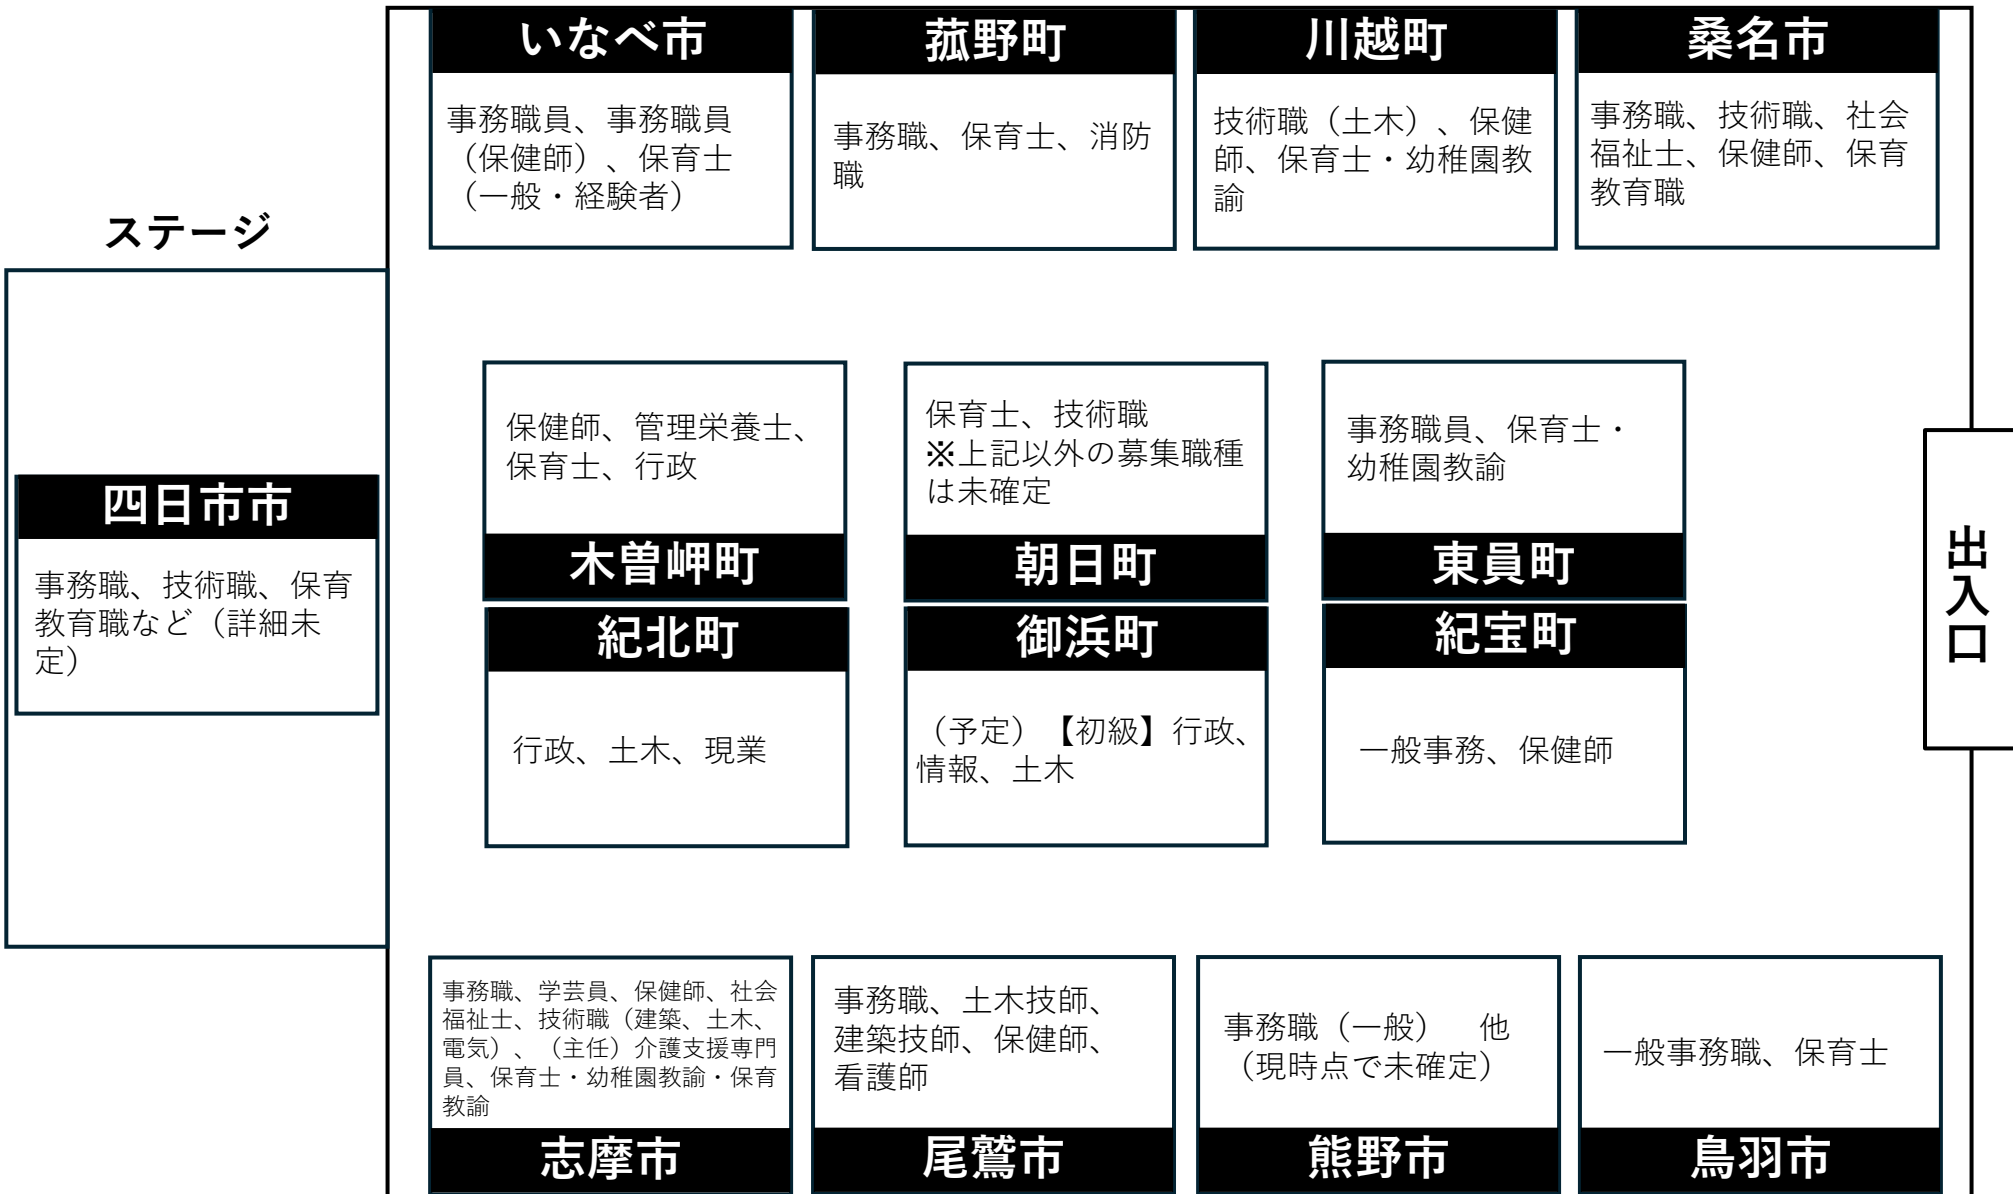 いなべ市
事務職員、事務職員
（保健師）、保育士
（一般・経験者）
菰野町
事務職、保育士、消防
職
川越町
技術職（土木）、保健
師、保育士・幼稚園教
諭
桑名市
事務職、技術職、社会
福祉士、保健師、保育
教育職
ステージ
四日市市
事務職、技術職、保育
教育職など（詳細未
定）
保健師、管理栄養士、
保育士、行政
木曽岬町
保育士、技術職
※上記以外の募集職種
は未確定
朝日町
事務職員、保育士・
幼稚園教諭
東員町
出入口
紀北町
行政、土木、現業
御浜町
（予定）【初級】行政、
情報、土木
紀宝町
一般事務、保健師
事務職、学芸員、保健師、社会
福祉士、技術職（建築、土木、
電気）、（主任）介護支援専門
員、保育士・幼稚園教諭・保育
教諭
志摩市
事務職、土木技師、
建築技師、保健師、
看護師
尾鷲市
事務職（一般）　他
（現時点で未確定）
熊野市
一般事務職、保育士
鳥羽市